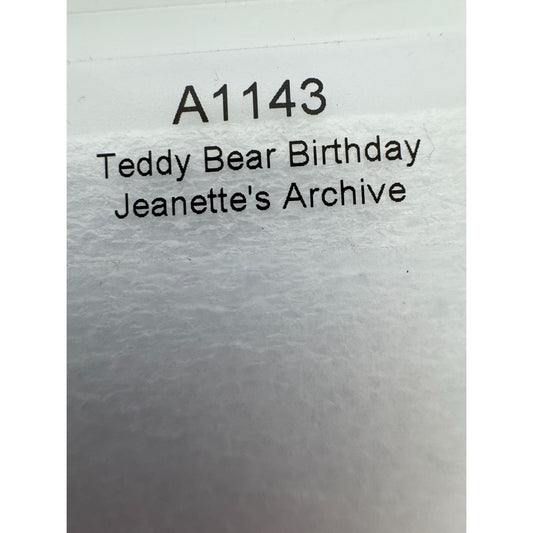 A1143
Teddy Bear Birthday
Jeanette's Archive